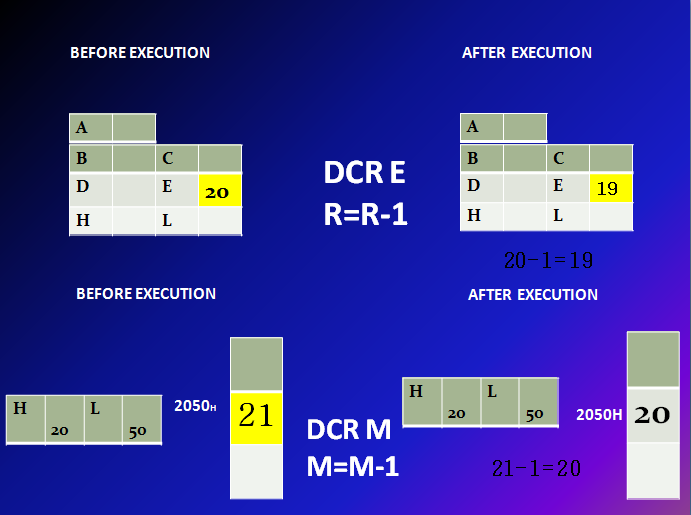 BEFORE EXECUTION
AFTER EXECUTION
A
B C
D E 20
H L
DCR E
R=R-1
A
B C
D E 19
H L
20-1=19
BEFORE EXECUTION
AFTER EXECUTION
H 20 L 50
2050H
21
DCR M
M=M-1
H 20 L 50
2050H
20
21-1=20